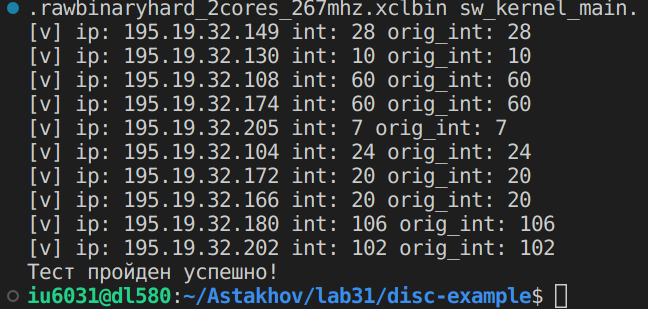 .rawbinaryhard_2cores_267mhz.xclbin sw_kernel_main.
[v] ip: 195.19.32.149 int: 28 orig_int: 28
[v] ip: 195.19.32.130 int: 10 orig_int: 10
[v] ip: 195.19.32.108 int: 60 orig_int: 60
[v] ip: 195.19.32.174 int: 60 orig_int: 60
[v] ip: 195.19.32.205 int: 7 orig_int: 7
[v] ip: 195.19.32.104 int: 24 orig_int: 24
[v] ip: 195.19.32.172 int: 20 orig_int: 20
[v] ip: 195.19.32.166 int: 20 orig_int: 20
[v] ip: 195.19.32.180 int: 106 orig_int: 106
[v] ip: 195.19.32.202 int: 102 orig_int: 102
Тест пройден успешно!
iu6031@dl580:~/Astakhov/lab31/disc-example$